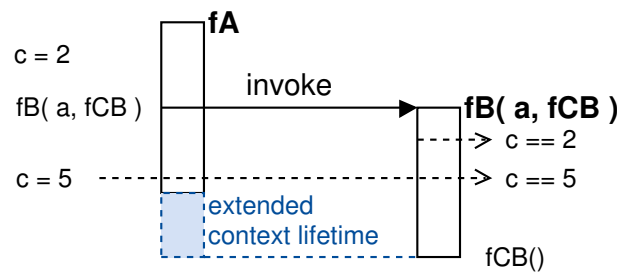 fA
c = 2
fB( a, fCB )
invoke
fB( a, fCB )
c == 2
c = 5
c == 5
extended
context lifetime
fCB()